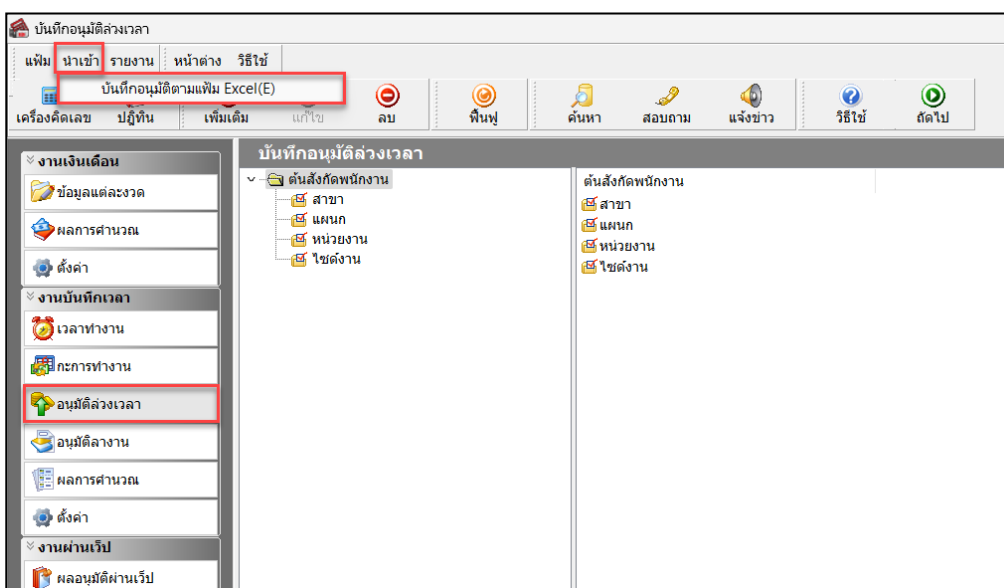 บันทึกอนุมัติล่วงเวลา
แฟ้ม นำเข้า รายงาน หน้าต่าง วิธีใช้
บันทึกอนุมัติตามแฟ้ม Excel(E)
เครื่องคิดเลข ปฏิทิน เพิ่มเติม แก้ไข ลบ ฟื้นฟู ค้นหา สอบถาม แจ้งข่าว วิธีใช้ ถัดไป
งานเงินเดือน
ข้อมูลแต่ละงวด
ผลการคำนวณ
ตั้งค่า
งานบันทึกเวลา
เวลาทำงาน
กะการทำงาน
อนุมัติล่วงเวลา
อนุมัติลางาน
ผลการคำนวณ
ตั้งค่า
งานผ่านเว็ป
ผลอนุมัติผ่านเว็ป
บันทึกอนุมัติล่วงเวลา
ต้นสังกัดพนักงาน
สาขา
แผนก
หน่วยงาน
ไซด์งาน
ต้นสังกัดพนักงาน
สาขา
แผนก
หน่วยงาน
ไซด์งาน